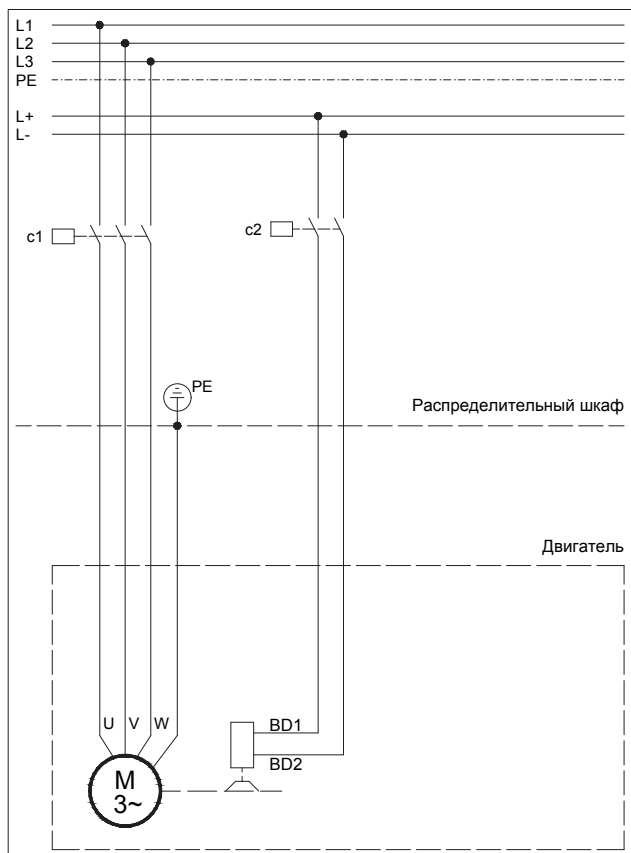 L1
L2
L3
PE
L+
L-
c1
c2
PE
Распределительный шкаф
Двигатель
U V W
BD1
BD2
M
3~